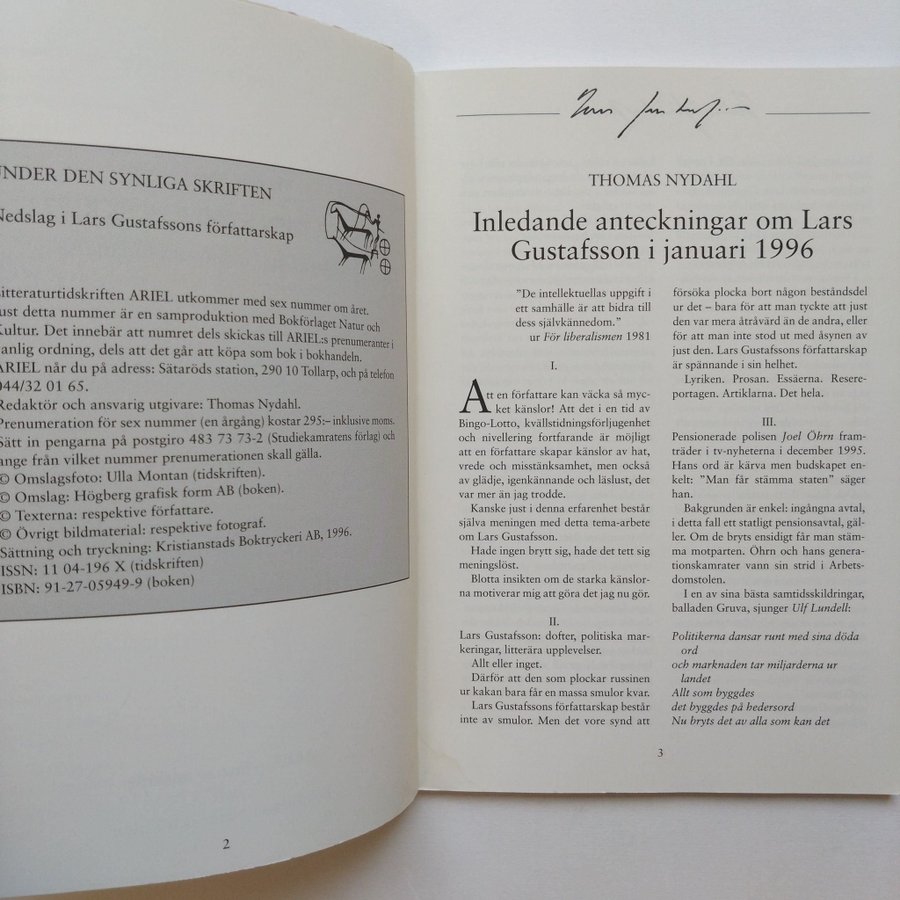 UNDER DEN SYNLIGA SKRIFTEN
Nedslag i Lars Gustafssons författarskap
Litteraturtidskriften ARIEL utkommer med sex nummer om året.
Just detta nummer är en samproduktion med Bokförlaget Natur och
Kultur. Det innebär att numret dels skickas till ARIEL:s prenumeranter i
vanlig ordning, dels att det går att köpa som bok i bokhandeln.
ARIEL når du på adress: Sätaröds station, 290 10 Tollarp, och på telefon
044/32 01 65.
Redaktör och ansvarig utgivare: Thomas Nydahl.
Prenumeration för sex nummer (en årgång) kostar 295:– inklusive moms.
Sätt in pengarna på postgiro 483 73 73-2 (Studiekamratens förlag) och
ange från vilket nummer prenumerationen skall gälla.
© Omslagsfoto: Ulla Montan (tidskriften).
© Omslag: Högberg grafisk form AB (boken).
© Texterna: respektive författare.
© Övrigt bildmaterial: respektive fotograf.
Sättning och tryckning: Kristianstads Boktryckeri AB, 1996.
ISSN: 11 04-196 X (tidskriften)
ISBN: 91-27-05949-9 (boken)
2
Lars Gustafsson
THOMAS NYDAHL
Inledande anteckningar om Lars
Gustafsson i januari 1996
"De intellektuellas uppgift i
ett samhälle är att bidra till
dess självkännedom."
ur För liberalismen 1981
I.
Att en författare kan väcka så myc-
ket känslor! Att det i en tid av
Bingo-Lotto, kvällstidningsförljugenhet
och nivellering fortfarande är möjligt
att en författare skapar känslor av hat,
vrede och misstänksamhet, men också
av glädje, igenkännande och läslust, det
var mer än jag trodde.
Kanske just i denna erfarenhet består
själva meningen med detta tema-arbete
om Lars Gustafsson.
Hade ingen brytt sig, hade det tett sig
meningslöst.
Blotta insikten om de starka känslor-
na motiverar mig att göra det jag nu gör.
II.
Lars Gustafsson: dofter, politiska mar-
keringar, litterära upplevelser.
Allt eller inget.
Därför att den som plockar russinen
ur kakan bara får en massa smulor kvar.
Lars Gustafssons författarskap består
inte av smulor. Men det vore synd att
försöka plocka bort någon beståndsdel
ur det – bara för att man tyckte att just
den var mera åtråvärd än de andra, eller
för att man inte stod ut med åsynen av
just den. Lars Gustafssons författarskap
är spännande i sin helhet.
Lyriken. Prosan. Essäerna. Resere-
portagen. Artiklarna. Det hela.
III.
Pensionerade polisen Joel Öhrn fram-
träder i tv-nyheterna i december 1995.
Hans ord är kärva men budskapet en-
kelt: "Man får stämma staten" säger
han.
Bakgrunden är enkel: ingångna avtal,
i detta fall ett statligt pensionsavtal, gäl-
ler. Om de bryts ensidigt får man stäm-
ma motparten. Öhrn och hans genera-
tionskamrater vann sin strid i Arbets-
domstolen.
I en av sina bästa samtidsskildringar,
balladen Gruva, sjunger Ulf Lundell:
Politikerna dansar runt med sina döda
ord
och marknaden tar miljarderna ur
landet
Allt som byggdes
det byggdes på hedersord
Nu bryts det av alla som kan det
3